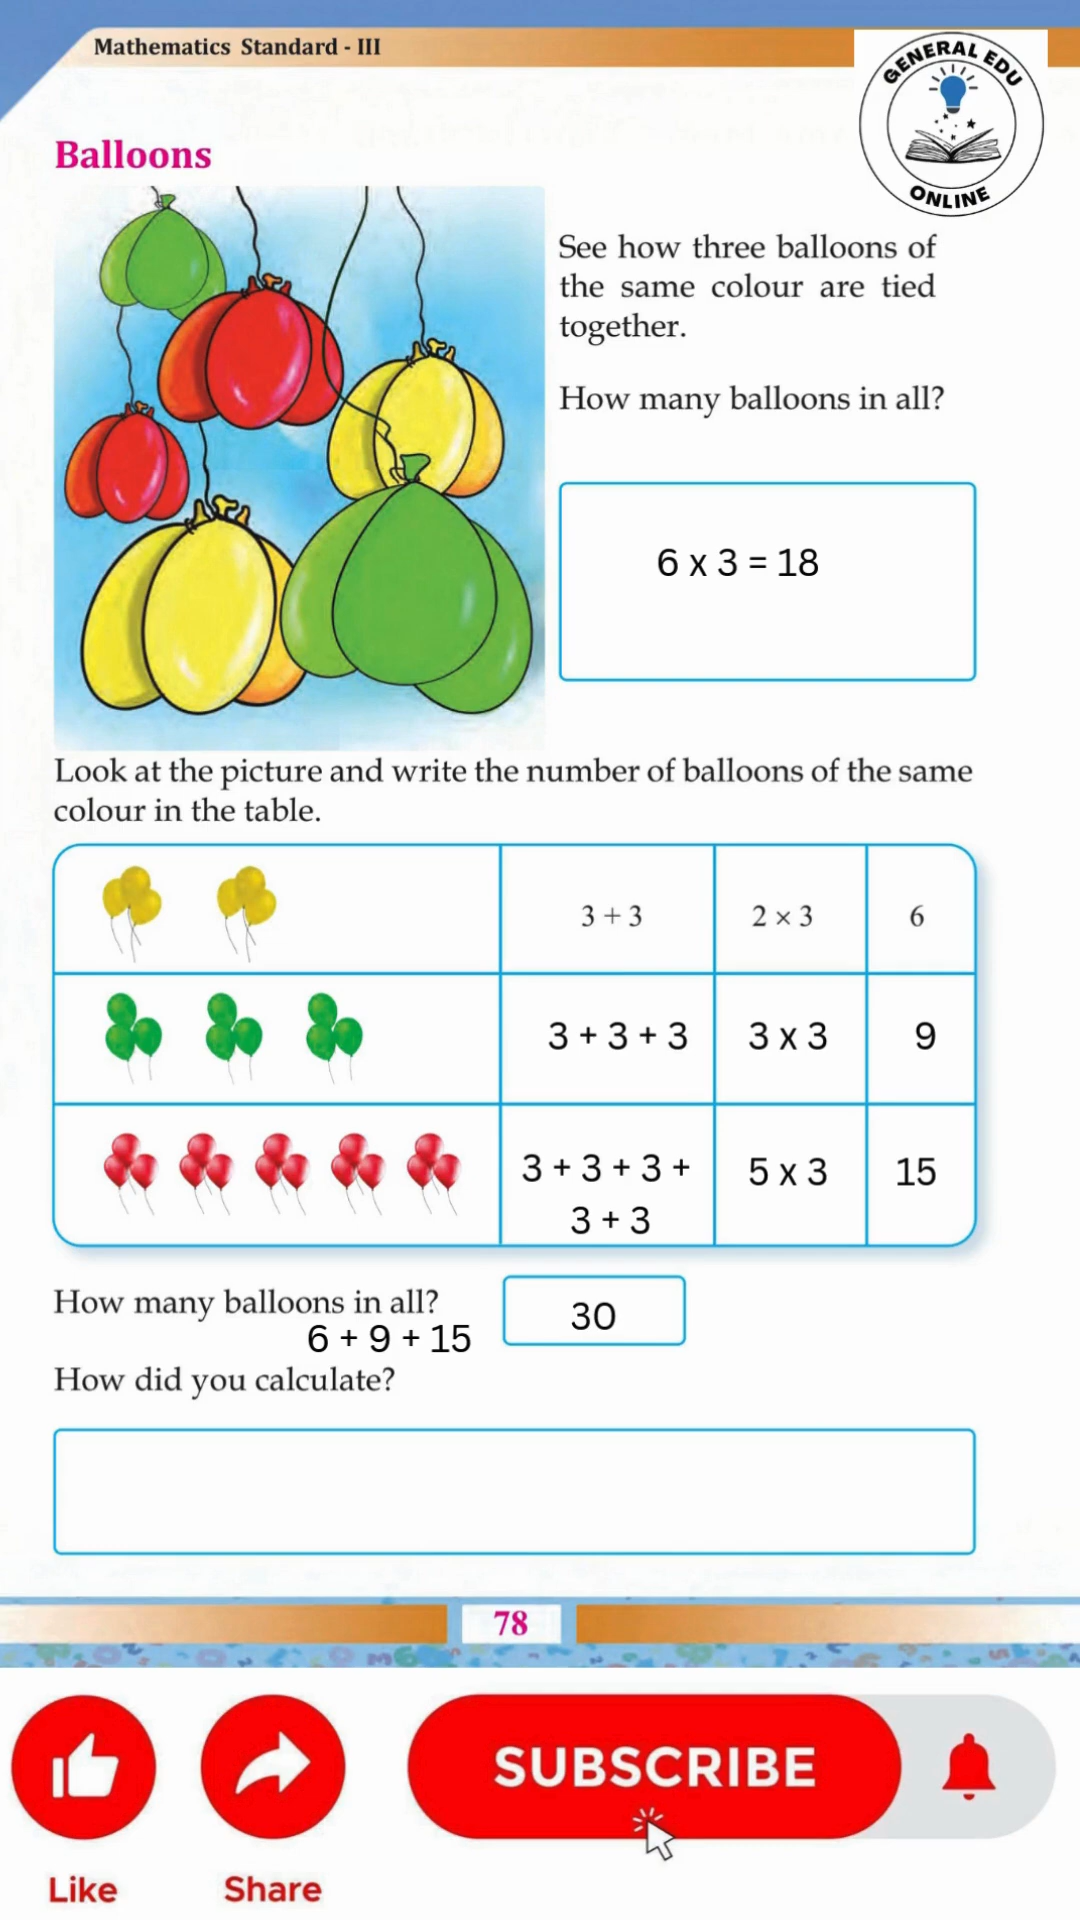 Mathematics Standard - III
GENERAL EDU
ONLINE
Balloons
See how three balloons of
the same colour are tied
together.
How many balloons in all?
6 x 3 = 18
Look at the picture and write the number of balloons of the same
colour in the table.
3 + 3
2 × 3
6
3 + 3 + 3
3 x 3
9
3 + 3 + 3 +
3 + 3
5 x 3
15
How many balloons in all?
30
6 + 9 + 15
How did you calculate?
78
SUBSCRIBE
Like
Share